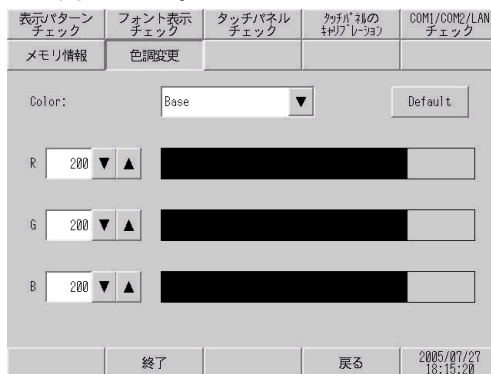 表示パターン
チェック
フォント表示
チェック
タッチパネル
チェック
ﾀｯﾁﾊﾟﾈﾙの
ｷｬﾘﾌﾞﾚｰｼｮﾝ
COM1/COM2/LAN
チェック
メモリ情報
色調変更
Color:
Base
Default
R
200
G
200
B
200
終了
戻る
2005/07/27
18:15:20